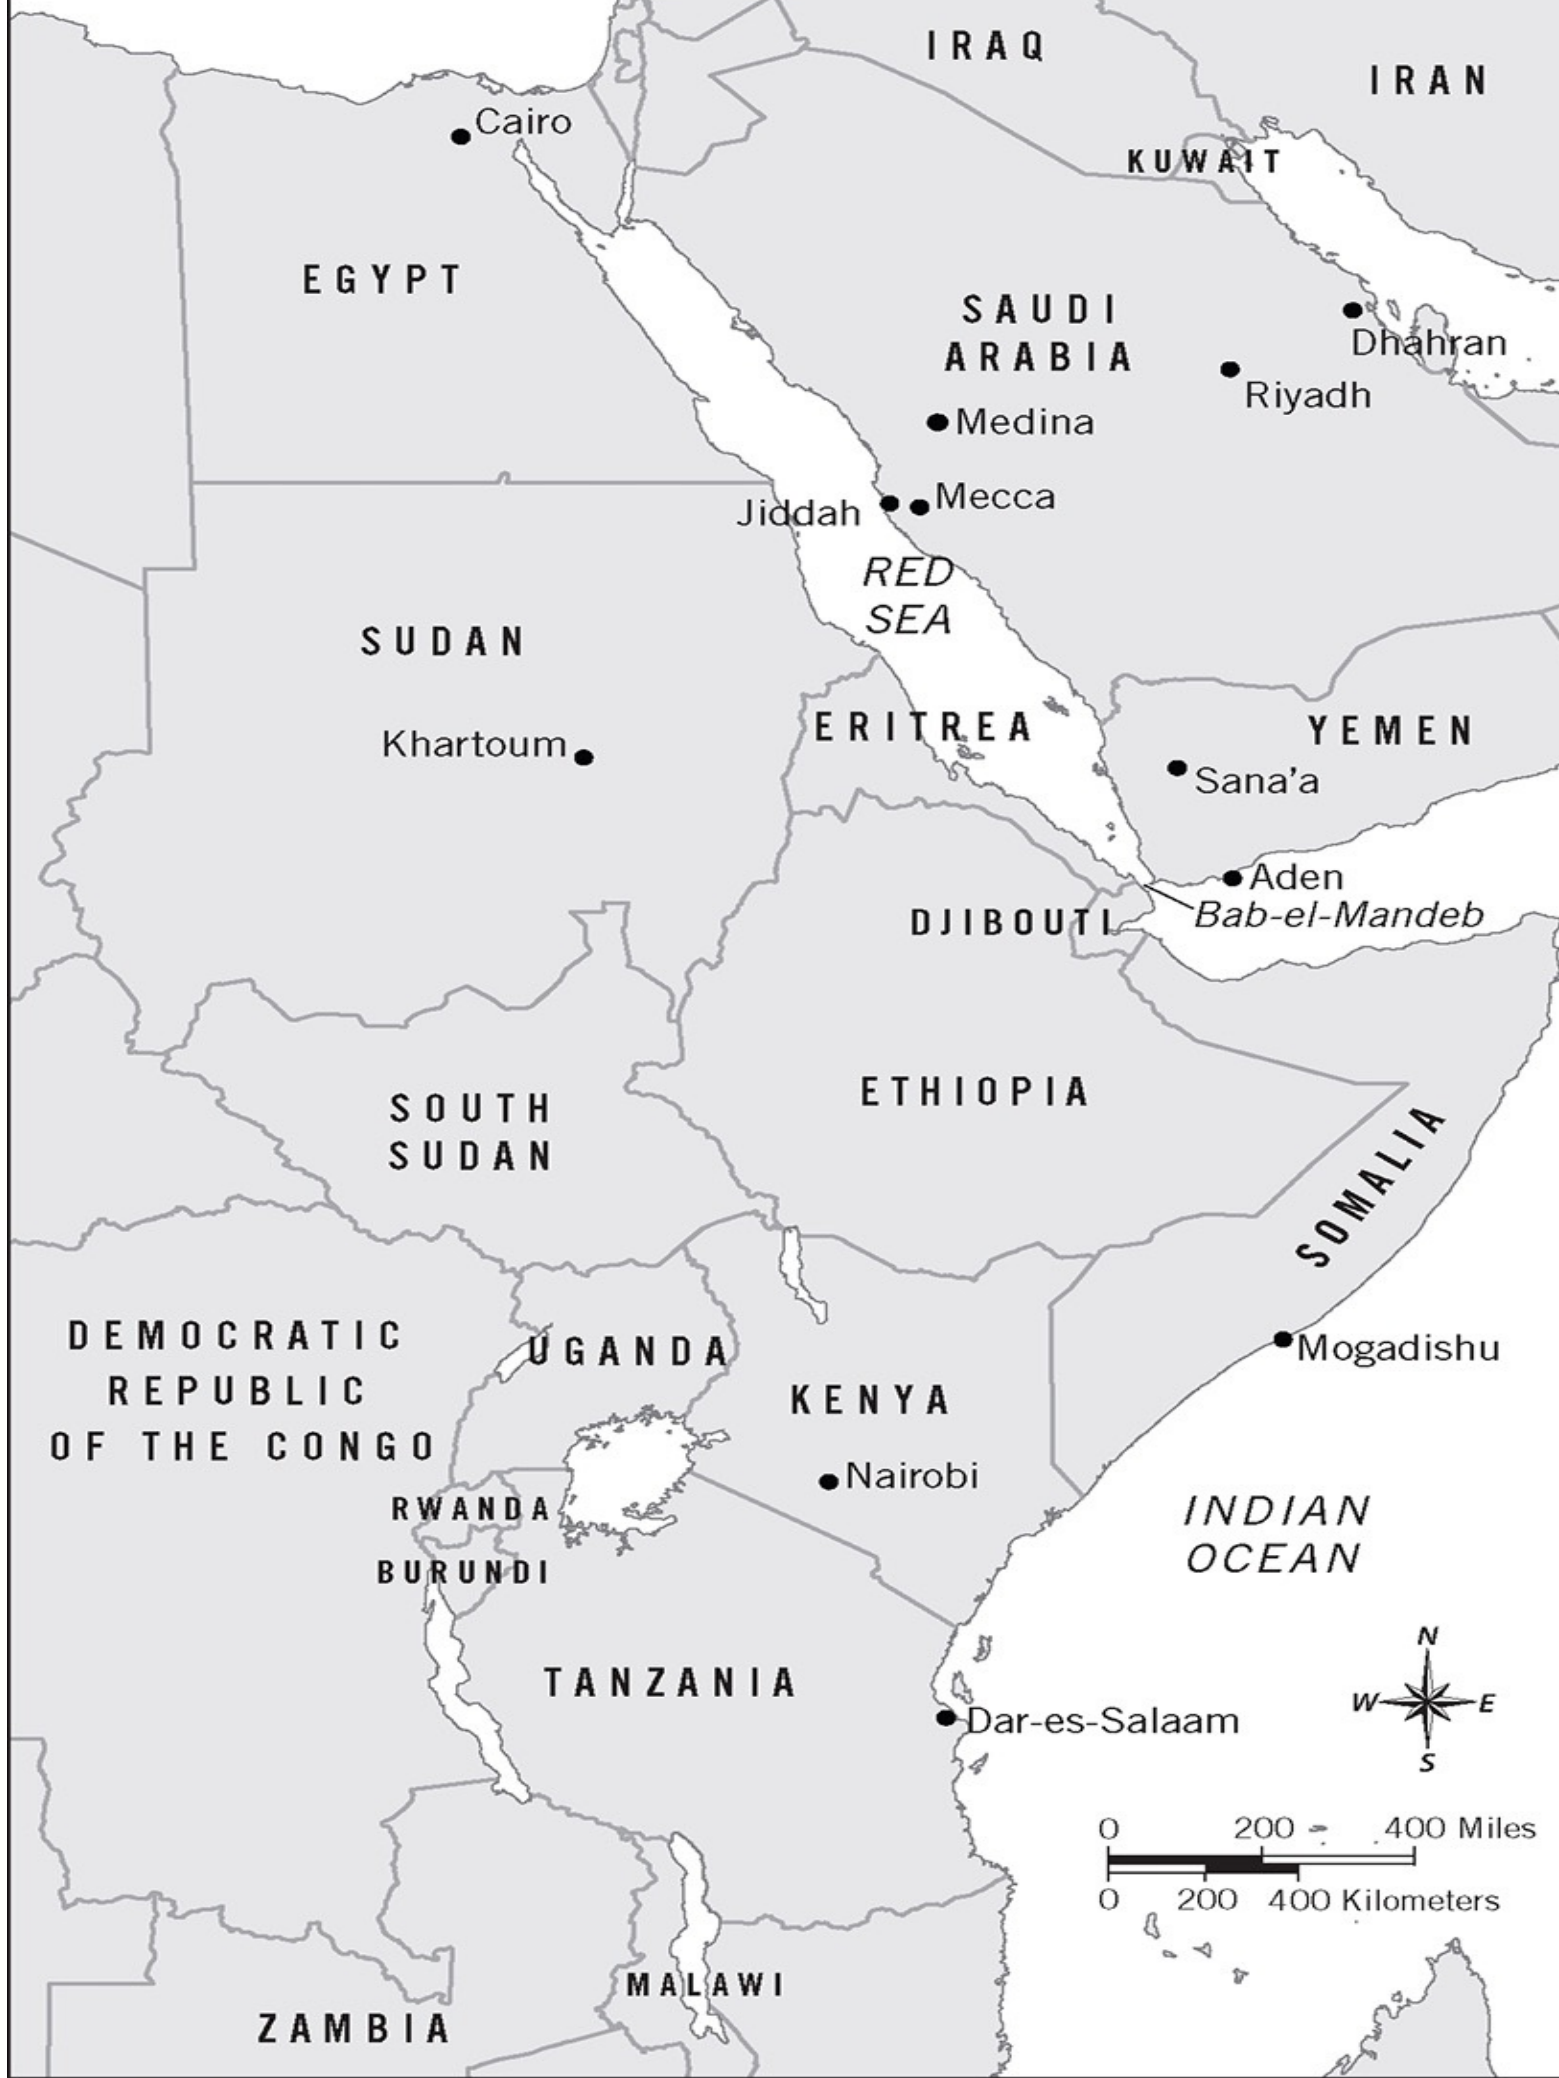 IRAQ
IRAN
Cairo
KUWAIT
EGYPT
SAUDI
ARABIA
Dhahran
Riyadh
Medina
Mecca
Jiddah
RED
SEA
SUDAN
ERITREA
YEMEN
Khartoum
Sana’a
Aden
Bab-el-Mandeb
DJIBOUTI
ETHIOPIA
SOUTH
SUDAN
SOMALIA
DEMOCRATIC
REPUBLIC
OF THE CONGO
UGANDA
Mogadishu
KENYA
Nairobi
RWANDA
BURUNDI
INDIAN
OCEAN
N
W E
S
TANZANIA
Dar-es-Salaam
0 200 400 Miles
0 200 400 Kilometers
MALAWI
ZAMBIA